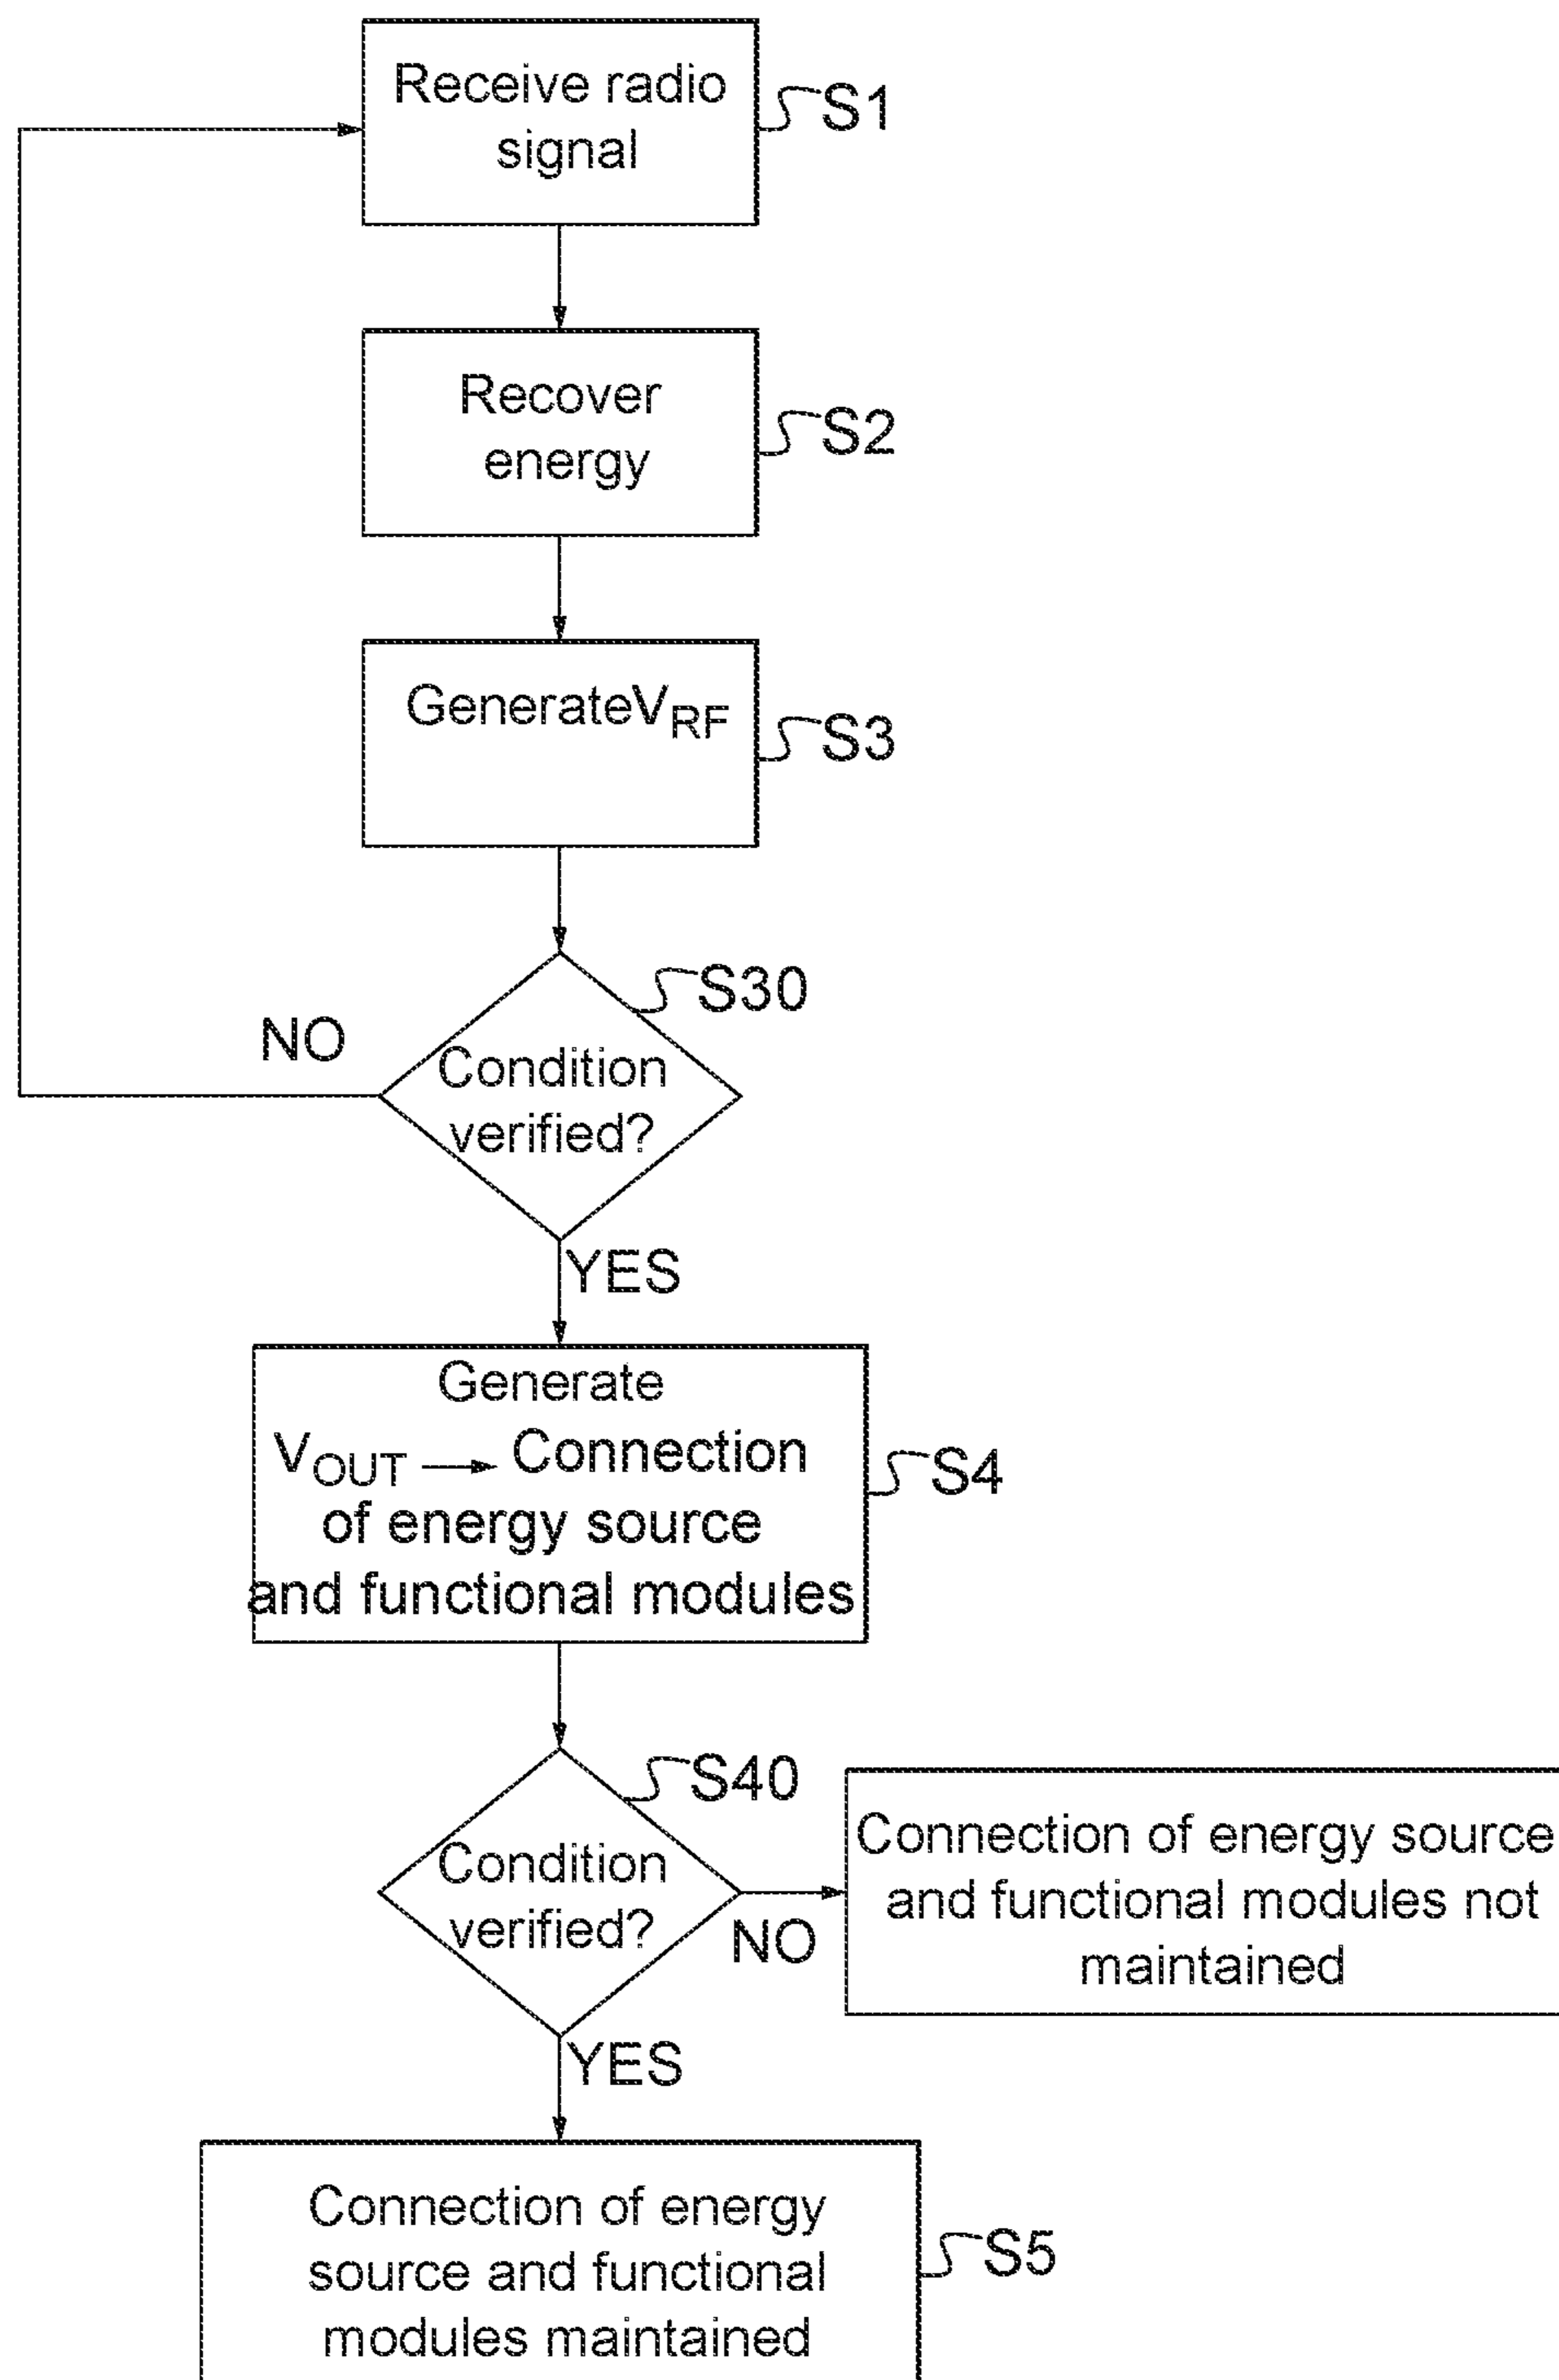 Receive radio
signal
S1
Recover
energy
S2
GenerateV_RF
S3
S30
NO
Condition
verified?
YES
Generate
V_OUT → Connection
of energy source
and functional modules
S4
S40
Condition
verified?
NO
Connection of energy source
and functional modules not
maintained
YES
Connection of energy
source and functional
modules maintained
S5